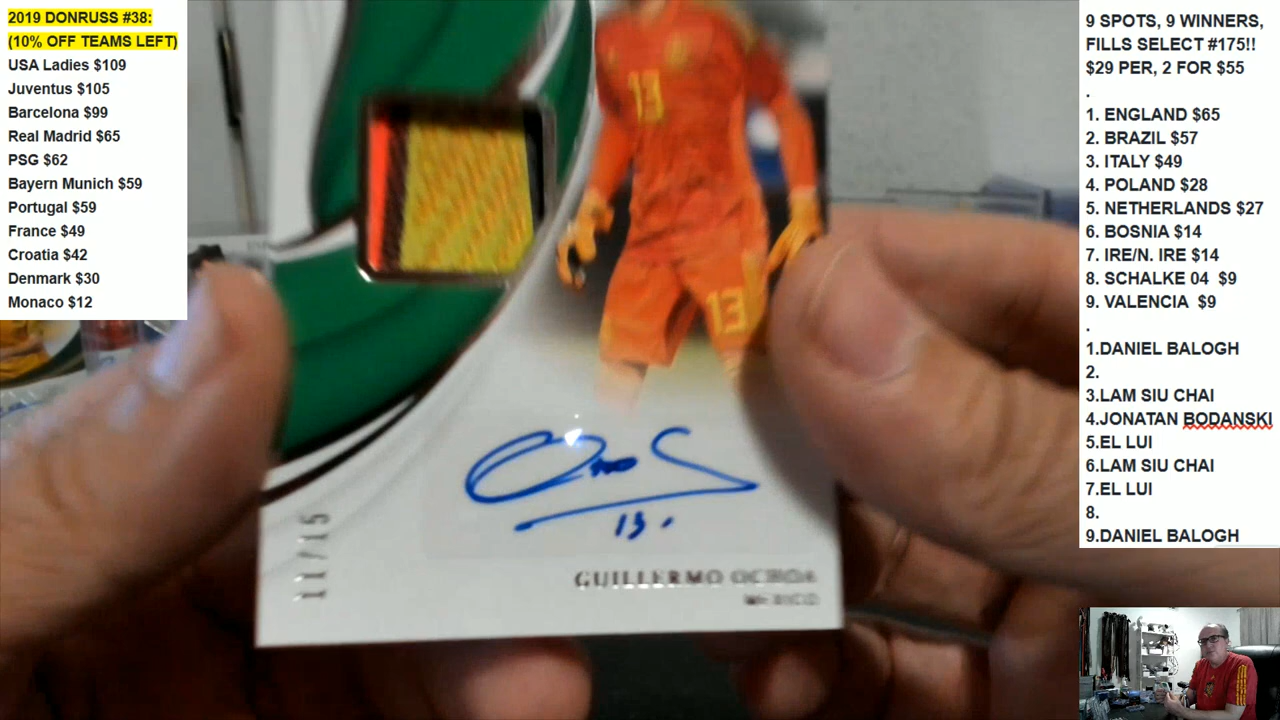 2019 DONRUSS #38:
(10% OFF TEAMS LEFT)
USA Ladies $109
Juventus $105
Barcelona $99
Real Madrid $65
PSG $62
Bayern Munich $59
Portugal $59
France $49
Croatia $42
Denmark $30
Monaco $12
13
13
Ochoa
13.
11/15
GUILLERMO OCHOA
MEXICO
9 SPOTS, 9 WINNERS,
FILLS SELECT #175!!
$29 PER, 2 FOR $55
.
1. ENGLAND $65
2. BRAZIL $57
3. ITALY $49
4. POLAND $28
5. NETHERLANDS $27
6. BOSNIA $14
7. IRE/N. IRE $14
8. SCHALKE 04 $9
9. VALENCIA $9
.
1.DANIEL BALOGH
2.
3.LAM SIU CHAI
4.JONATAN BODANSKI
5.EL LUI
6.LAM SIU CHAI
7.EL LUI
8.
9.DANIEL BALOGH